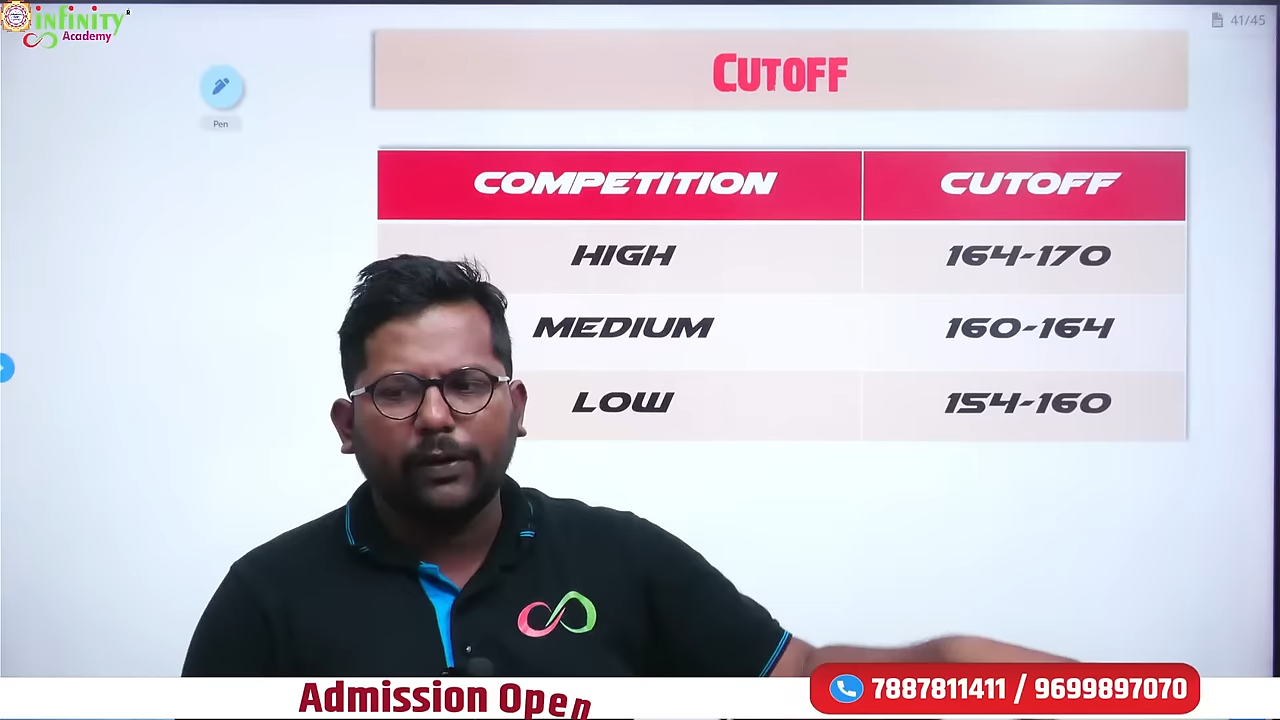 infinity
Academy
41/45
Pen
CUTOFF
COMPETITION CUTOFF
HIGH 164-170
MEDIUM 160-164
LOW 154-160
Admission Open
7887811411 / 9699897070